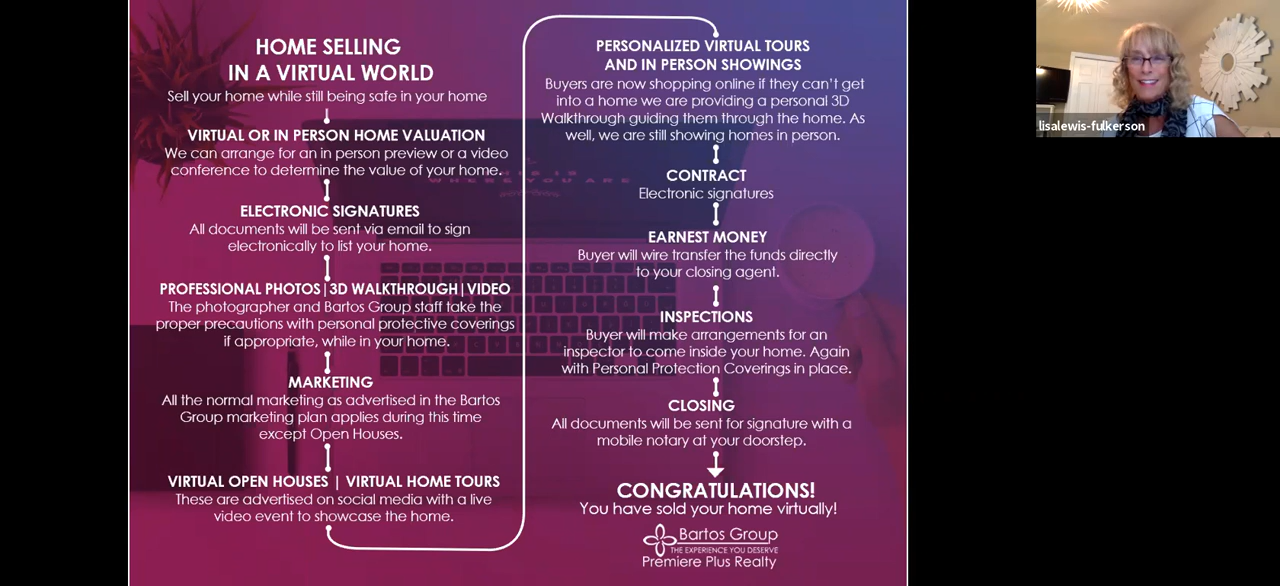 HOME SELLING
IN A VIRTUAL WORLD
Sell your home while still being safe in your home
VIRTUAL OR IN PERSON HOME VALUATION
We can arrange for an in person preview or a video
conference to determine the value of your home.
ELECTRONIC SIGNATURES
All documents will be sent via email to sign
electronically to list your home.
PROFESSIONAL PHOTOS|3D WALKTHROUGH|VIDEO
The photographer and Bartos Group staff take the
proper precautions with personal protective coverings
if appropriate, while in your home.
MARKETING
All the normal marketing as advertised in the Bartos
Group marketing plan applies during this time
except Open Houses.
VIRTUAL OPEN HOUSES | VIRTUAL HOME TOURS
These are advertised on social media with a live
video event to showcase the home.
PERSONALIZED VIRTUAL TOURS
AND IN PERSON SHOWINGS
Buyers are now shopping online if they can't get
into a home we are providing a personal 3D
Walkthrough guiding them through the home. As
well, we are still showing homes in person.
CONTRACT
Electronic signatures
EARNEST MONEY
Buyer will wire transfer the funds directly
to your closing agent.
INSPECTIONS
Buyer will make arrangements for an
inspector to come inside your home. Again
with Personal Protection Coverings in place.
CLOSING
All documents will be sent for signature with a
mobile notary at your doorstep.
CONGRATULATIONS!
You have sold your home virtually!
Bartos Group
THE EXPERIENCE YOU DESERVE
Premiere Plus Realty
lisalewis-fulkerson